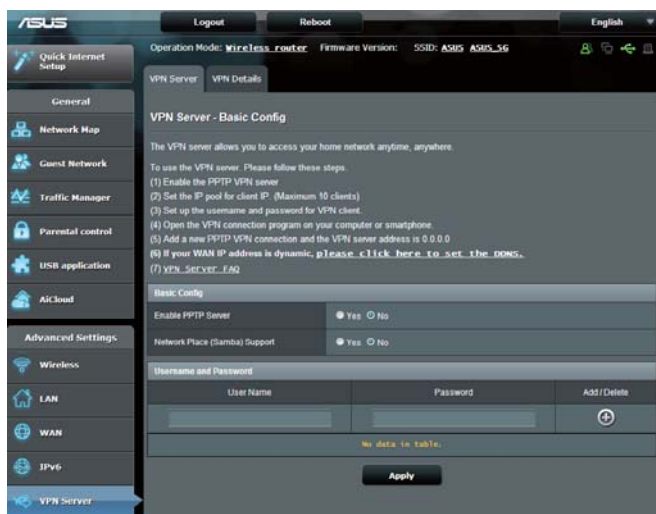 ASUS
Logout Reboot English
Quick Internet Setup
Operation Mode: Wireless router Firmware Version: SSID: ASUS ASUS_5G
VPN Server VPN Details
General
Network Map
Guest Network
Traffic Manager
Parental control
USB application
AiCloud
Advanced Settings
Wireless
LAN
WAN
IPv6
VPN Server
VPN Server - Basic Config
The VPN server allows you to access your home network anytime, anywhere.
To use the VPN server. Please follow these steps.
(1) Enable the PPTP VPN server
(2) Set the IP pool for client IP. (Maximum 10 clients)
(3) Set up the username and password for VPN client.
(4) Open the VPN connection program on your computer or smartphone.
(5) Add a new PPTP VPN connection and the VPN server address is 0.0.0.0
(6) If your WAN IP address is dynamic, please click here to set the DDNS.
(7) VPN Server FAQ
Basic Config
Enable PPTP Server Yes No
Network Place (Samba) Support Yes No
Username and Password
User Name Password Add / Delete
No data in table.
Apply